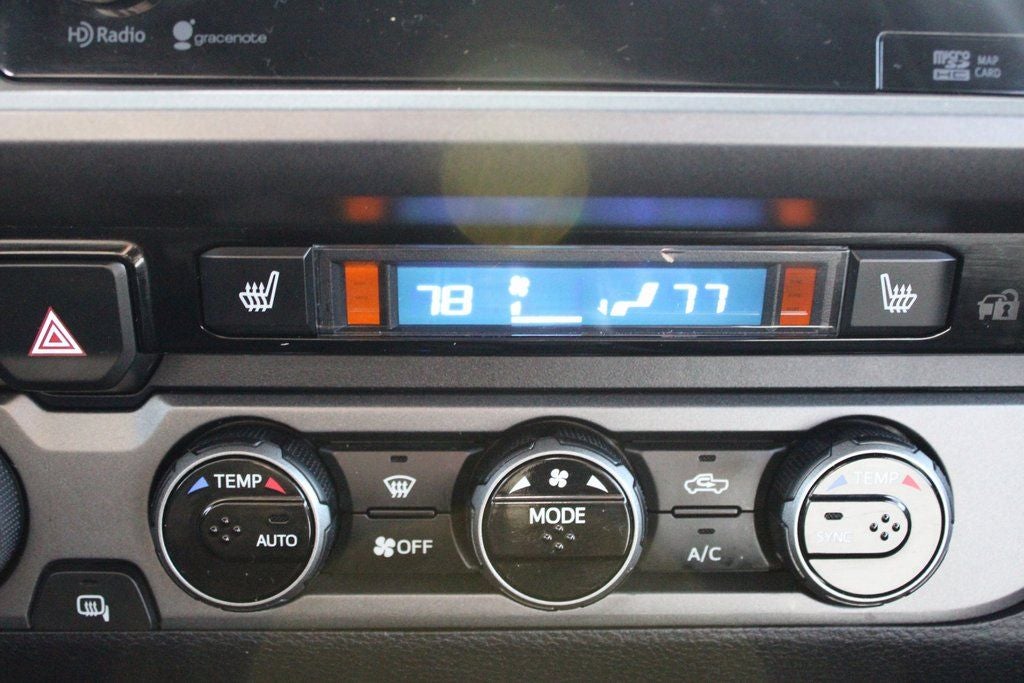 HD Radio gracenote
micro SD HC MAP CARD
78 77
TEMP
AUTO
OFF
MODE
A/C
TEMP
SYNC